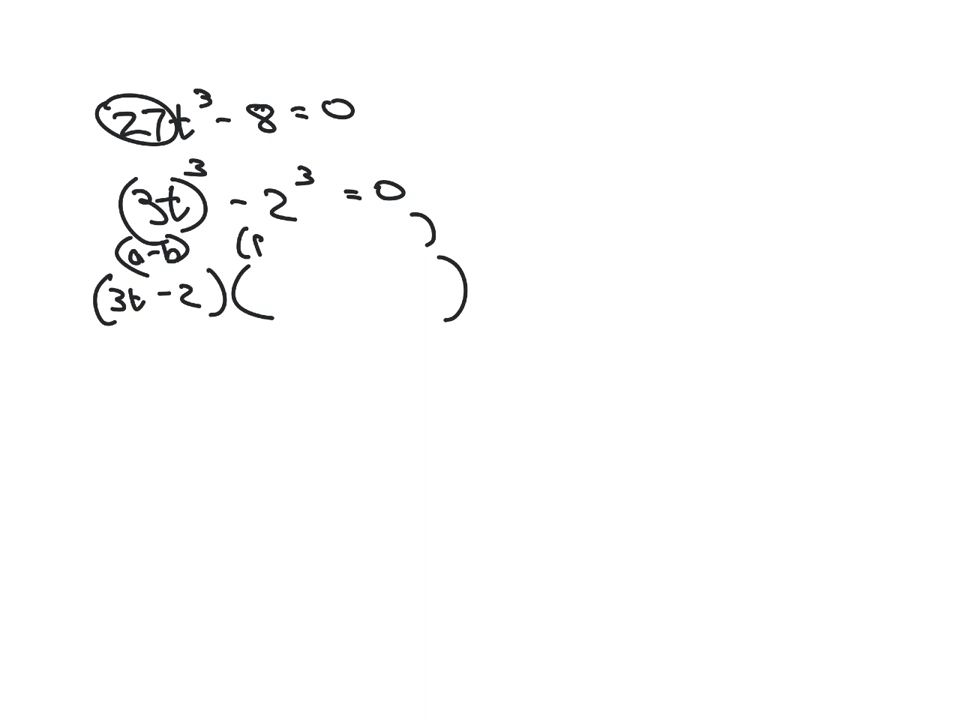 27t³ - 8 = 0
(3t)³ - 2³ = 0
(a-b) ( )
(3t - 2)( )